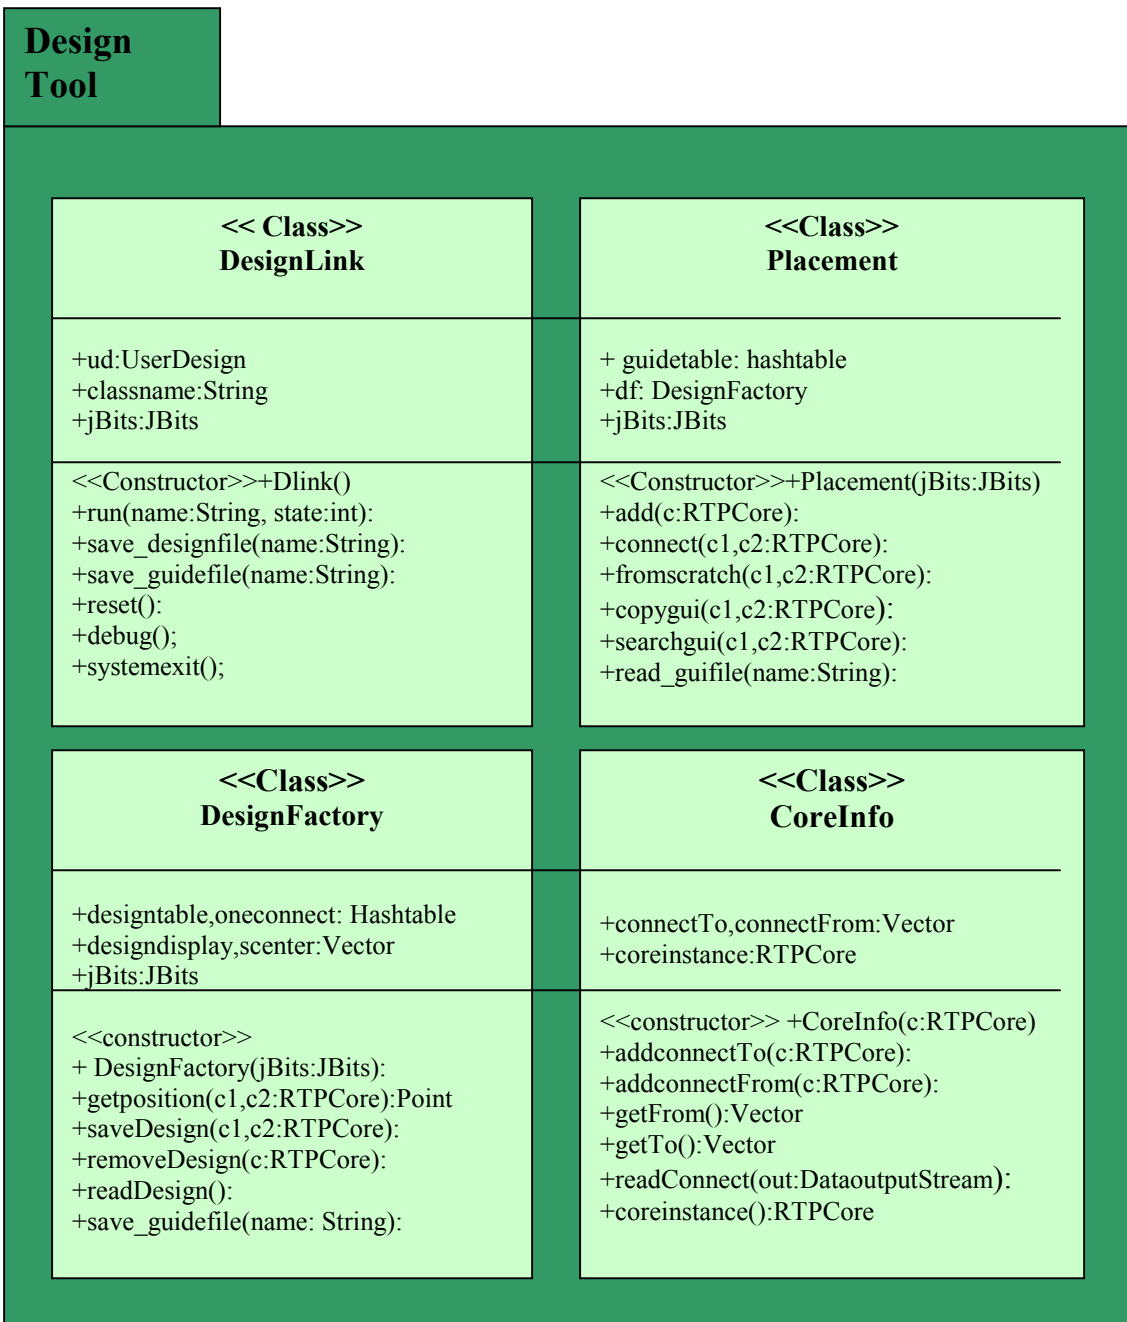 Design
Tool
<< Class>>
DesignLink
+ud:UserDesign
+classname:String
+jBits:JBits
<<Constructor>>+Dlink()
+run(name:String, state:int):
+save_designfile(name:String):
+save_guidefile(name:String):
+reset():
+debug();
+systemexit();
<<Class>>
Placement
+ guidetable: hashtable
+df: DesignFactory
+jBits:JBits
<<Constructor>>+Placement(jBits:JBits)
+add(c:RTPCore):
+connect(c1,c2:RTPCore):
+fromscratch(c1,c2:RTPCore):
+copygui(c1,c2:RTPCore):
+searchgui(c1,c2:RTPCore):
+read_guifile(name:String):
<<Class>>
DesignFactory
+designtable,oneconnect: Hashtable
+designdisplay,scenter:Vector
+jBits:JBits
<<constructor>>
+ DesignFactory(jBits:JBits):
+getposition(c1,c2:RTPCore):Point
+saveDesign(c1,c2:RTPCore):
+removeDesign(c:RTPCore):
+readDesign():
+save_guidefile(name: String):
<<Class>>
CoreInfo
+connectTo,connectFrom:Vector
+coreinstance:RTPCore
<<constructor>> +CoreInfo(c:RTPCore)
+addconnectTo(c:RTPCore):
+addconnectFrom(c:RTPCore):
+getFrom():Vector
+getTo():Vector
+readConnect(out:DataoutputStream):
+coreinstance():RTPCore